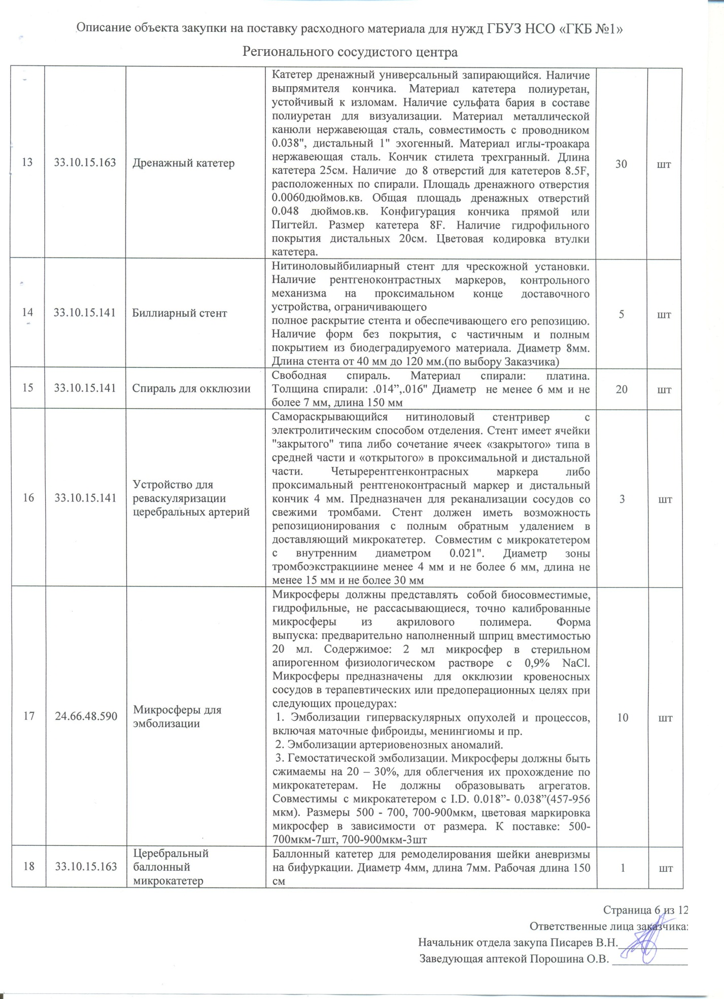 Описание объекта закупки на поставку расходного материала для нужд ГБУЗ НСО «ГКБ №1»
Регионального сосудистого центра
13
33.10.15.163
Дренажный катетер
Катетер дренажный универсальный запирающийся. Наличие
выпрямителя кончика. Материал катетера полиуретан,
устойчивый к изломам. Наличие сульфата бария в составе
полиуретан для визуализации. Материал металлической
канюли нержавеющая сталь, совместимость с проводником
0.038", дистальный 1" эхогенный. Материал иглы-троакара
нержавеющая сталь. Кончик стилета трехгранный. Длина
катетера 25см. Наличие до 8 отверстий для катетеров 8.5F,
расположенных по спирали. Площадь дренажного отверстия
0.0060дюймов.кв. Общая площадь дренажных отверстий
0.048 дюймов.кв. Конфигурация кончика прямой или
Пигтейл. Размер катетера 8F. Наличие гидрофильного
покрытия дистальных 20см. Цветовая кодировка втулки
катетера.
30
шт
14
33.10.15.141
Биллиарный стент
Нитиноловыйбилиарный стент для чрескожной установки.
Наличие рентгеноконтрастных маркеров, контрольного
механизма на проксимальном конце доставочного
устройства, ограничивающего
полное раскрытие стента и обеспечивающего его репозицию.
Наличие форм без покрытия, с частичным и полным
покрытием из биодеградируемого материала. Диаметр 8мм.
Длина стента от 40 мм до 120 мм.(по выбору Заказчика)
5
шт
15
33.10.15.141
Спираль для окклюзии
Свободная спираль. Материал спирали: платина.
Толщина спирали: .014”,.016" Диаметр не менее 6 мм и не
более 7 мм, длина 150 мм
20
шт
16
33.10.15.141
Устройство для
реваскуляризации
церебральных артерий
Самораскрывающийся нитиноловый стентривер с
электролитическим способом отделения. Стент имеет ячейки
"закрытого" типа либо сочетание ячеек «закрытого» типа в
средней части и «открытого» в проксимальной и дистальной
части. Четырерентгенконтрасных маркера либо
проксимальный рентгеноконтрасный маркер и дистальный
кончик 4 мм. Предназначен для реканализации сосудов со
свежими тромбами. Стент должен иметь возможность
репозиционирования с полным обратным удалением в
доставляющий микрокатетер. Совместим с микрокатетером
с внутренним диаметром 0.021". Диаметр зоны
тромбоэкстракциине менее 4 мм и не более 6 мм, длина не
менее 15 мм и не более 30 мм
3
шт
17
24.66.48.590
Микросферы для
эмболизации
Микросферы должны представлять собой биосовместимые,
гидрофильные, не рассасывающиеся, точно калиброванные
микросферы из акрилового полимера. Форма
выпуска: предварительно наполненный шприц вместимостью
20 мл. Содержимое: 2 мл микросфер в стерильном
апирогенном физиологическом растворе с 0,9% NaCl.
Микросферы предназначены для окклюзии кровеносных
сосудов в терапевтических или предоперационных целях при
следующих процедурах:
1. Эмболизации гиперваскулярных опухолей и процессов,
включая маточные фиброиды, менингиомы и пр.
2. Эмболизации артериовенозных аномалий.
3. Гемостатической эмболизации. Микросферы должны быть
сжимаемы на 20 – 30%, для облегчения их прохождение по
микрокатетерам. Не должны образовывать агрегатов.
Совместимы с микрокатетером с I.D. 0.018”- 0.038”(457-956
мкм). Размеры 500 - 700, 700-900мкм, цветовая маркировка
микросфер в зависимости от размера. К поставке: 500-
700мкм-7шт, 700-900мкм-3шт
10
шт
18
33.10.15.163
Церебральный
баллонный
микрокатетер
Баллонный катетер для ремоделирования шейки аневризмы
на бифуркации. Диаметр 4мм, длина 7мм. Рабочая длина 150
см
1
шт
Страница 6 из 12
Ответственные лица заказчика:
Начальник отдела закупа Писарев В.Н.
Заведующая аптекой Порошина О.В.